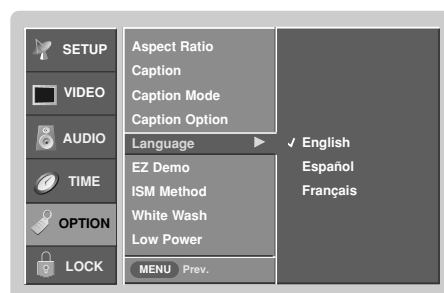 SETUP
VIDEO
AUDIO
TIME
OPTION
LOCK
Aspect Ratio
Caption
Caption Mode
Caption Option
Language
EZ Demo
ISM Method
White Wash
Low Power
MENU Prev.
English
Español
Français